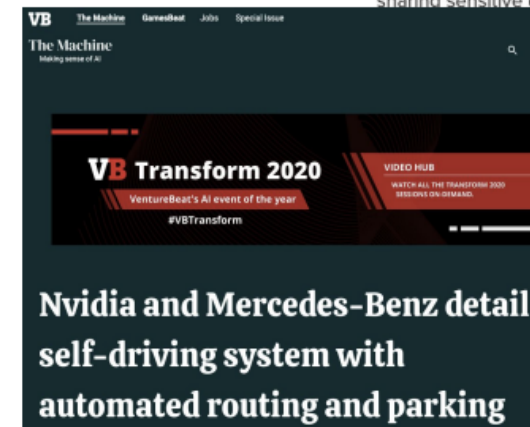 sharing sensitive
VB The Machine GamesBeat Jobs Special Issue
The Machine
Making sense of AI
VB Transform 2020
VentureBeat's AI event of the year
#VBTransform
VIDEO HUB
WATCH ALL THE TRANSFORM 2020
SESSIONS ON DEMAND.
Nvidia and Mercedes-Benz detail
self-driving system with
automated routing and parking